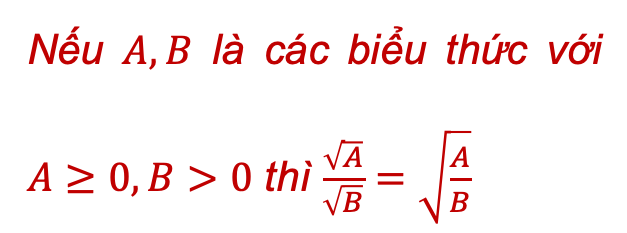 Nếu A, B là các biểu thức với
A ≥ 0, B > 0 thì √A/√B = √(A/B)